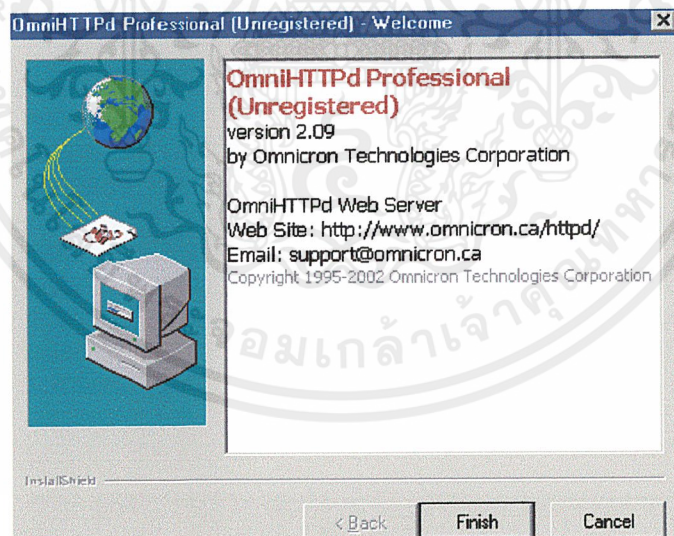 OmniHTTPd Professional (Unregistered) - Welcome
OmniHTTPd Professional
(Unregistered)
version 2.09
by Omnicron Technologies Corporation
OmniHTTPd Web Server
Web Site: http://www.omnicron.ca/httpd/
Email: support@omnicron.ca
Copyright 1995-2002 Omnicron Technologies Corporation
InstallShield
< Back
Finish
Cancel